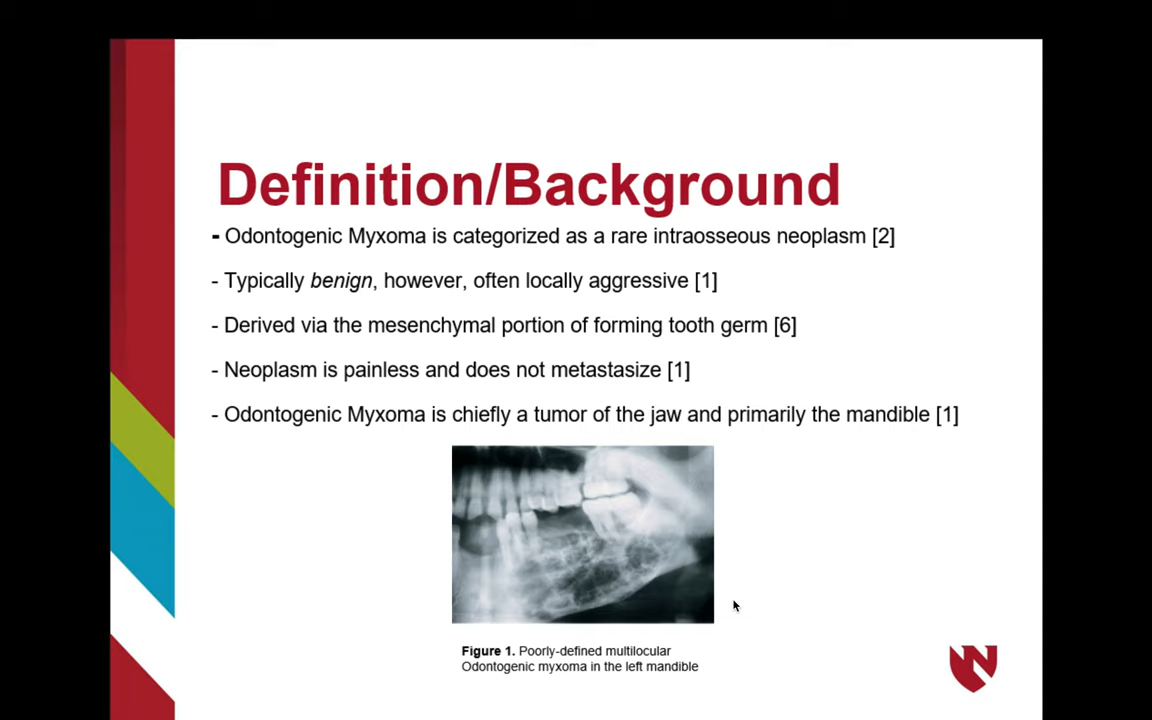 Definition/Background
- Odontogenic Myxoma is categorized as a rare intraosseous neoplasm [2]
- Typically benign, however, often locally aggressive [1]
- Derived via the mesenchymal portion of forming tooth germ [6]
- Neoplasm is painless and does not metastasize [1]
- Odontogenic Myxoma is chiefly a tumor of the jaw and primarily the mandible [1]
Figure 1. Poorly-defined multilocular
Odontogenic myxoma in the left mandible
N